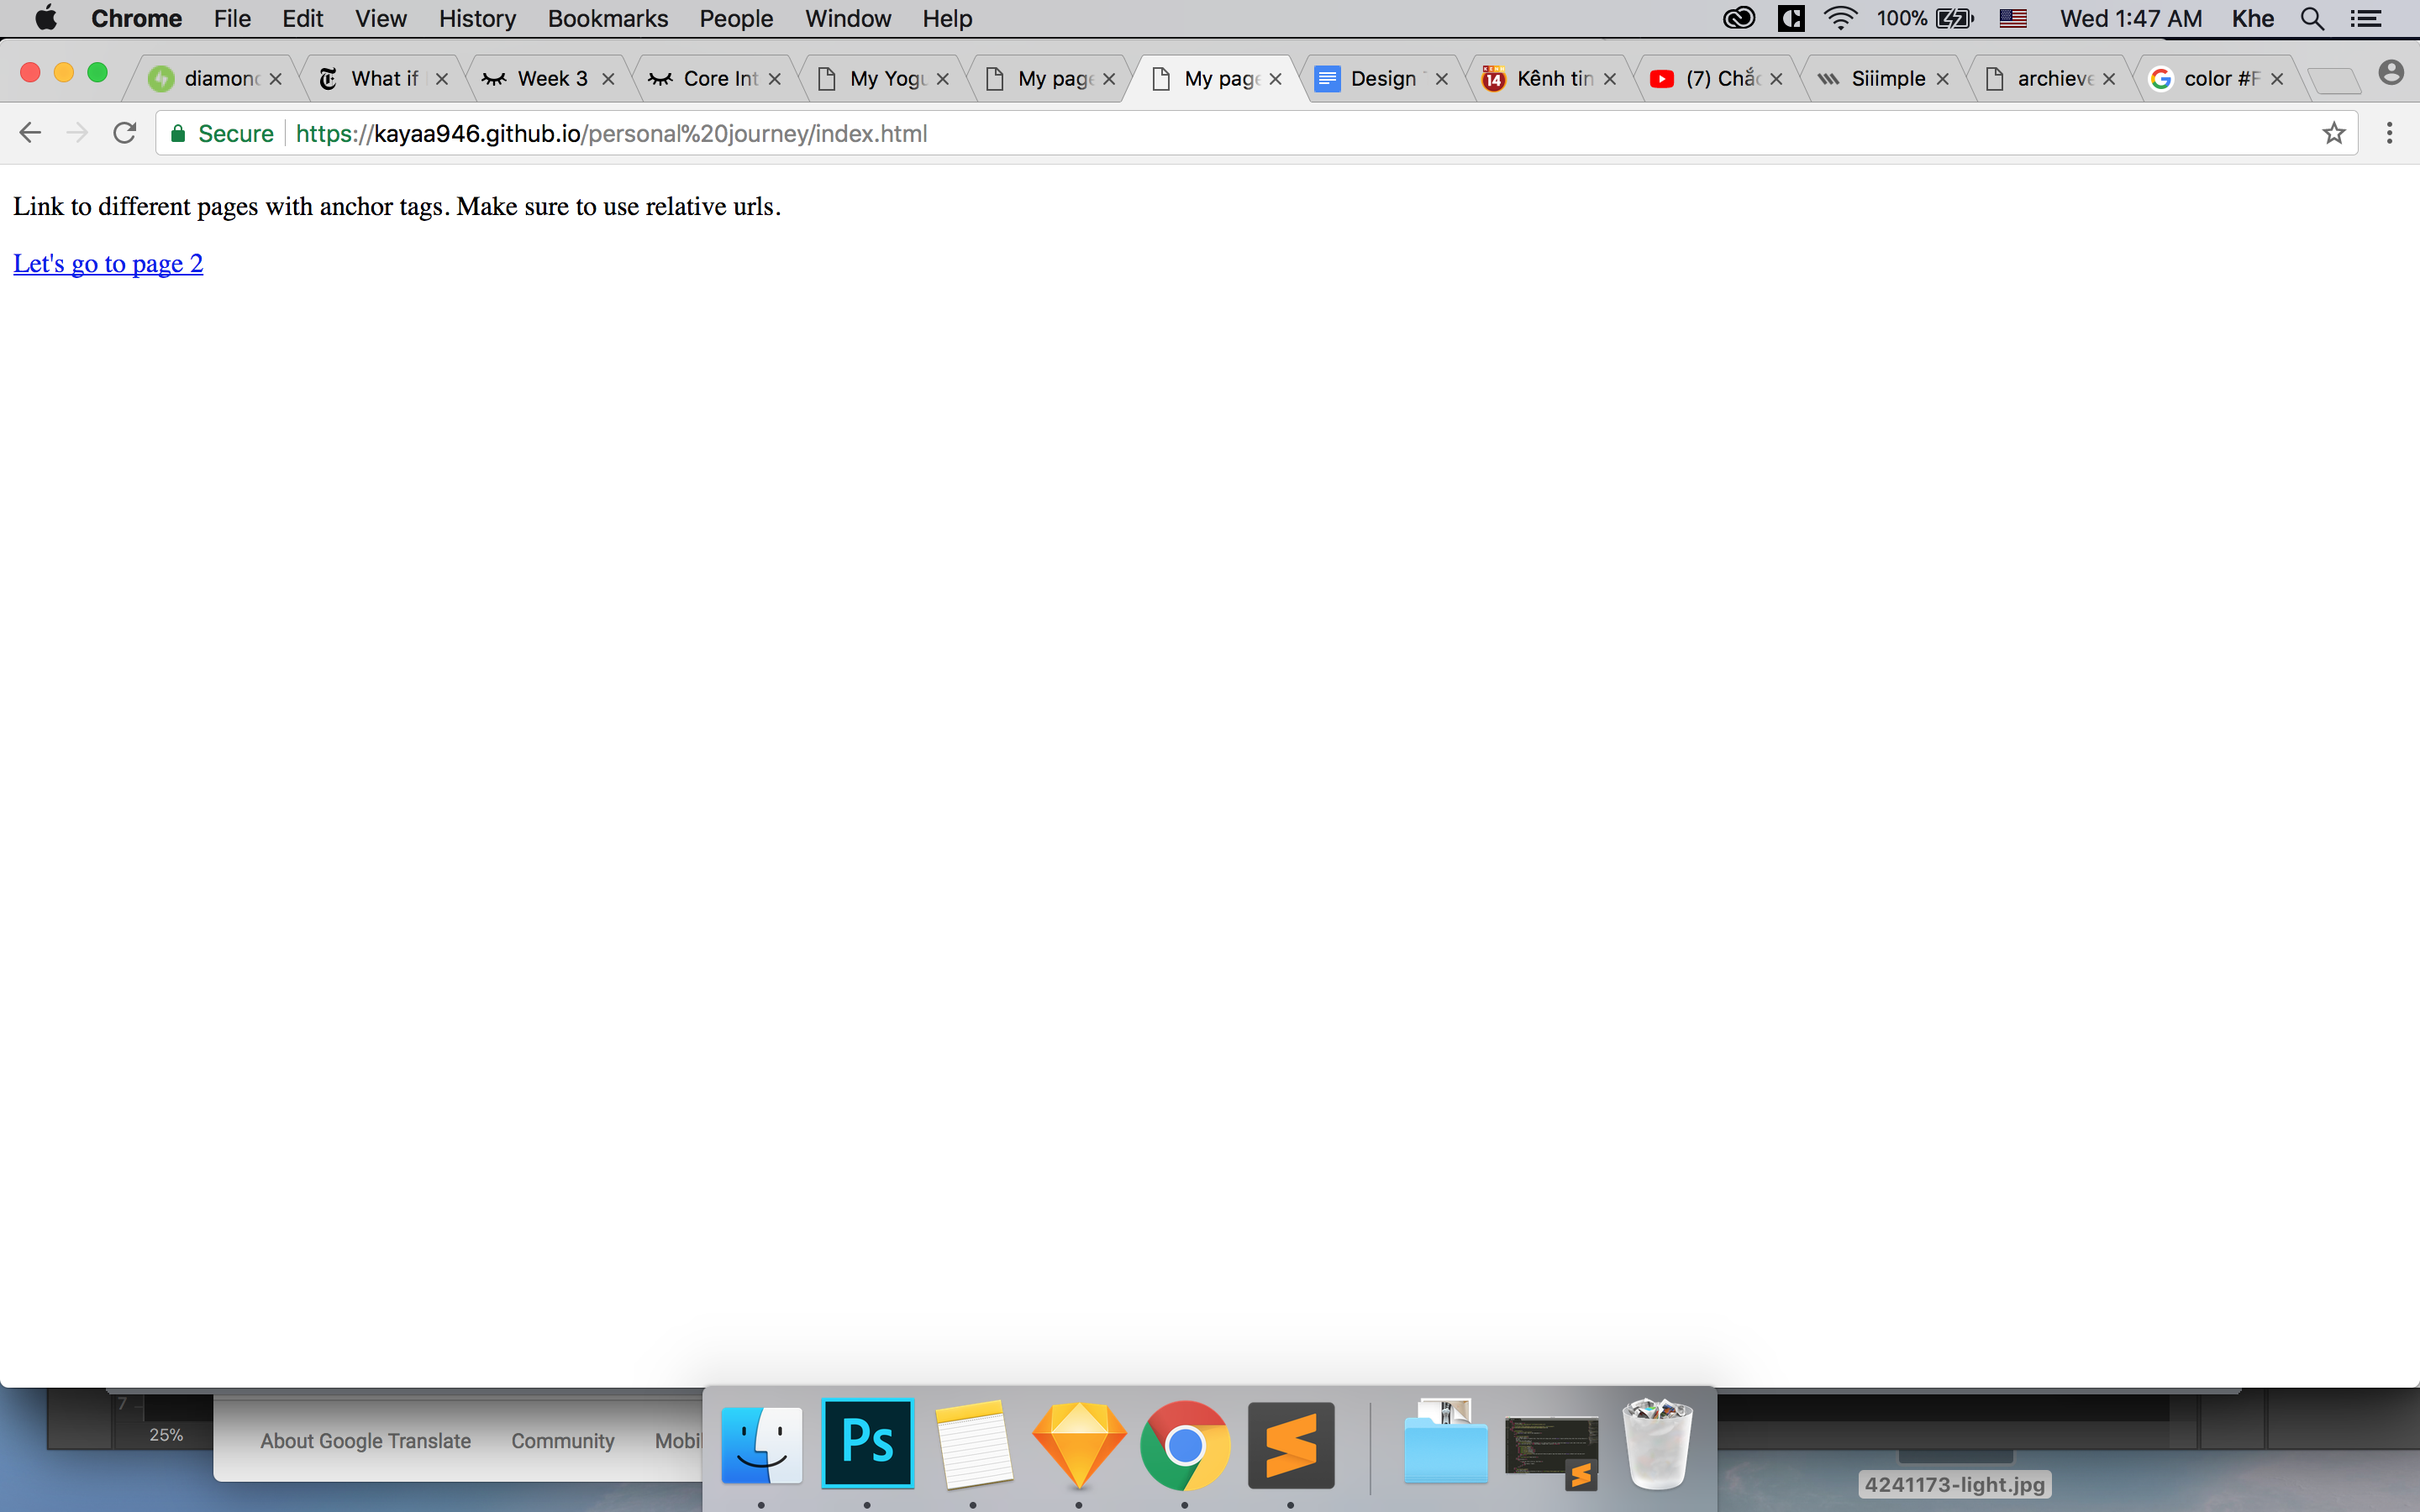 Chrome File Edit View History Bookmarks People Window Help 100% Wed 1:47 AM Khe
diamond What if Week 3 Core Int My Yogu My page My page Design Kênh tin (7) Chắc Siiimple archieve color #F
Secure https://kayaa946.github.io/personal%20journey/index.html
Link to different pages with anchor tags. Make sure to use relative urls.
Let's go to page 2
7
25%
About Google Translate Community Mobil
Ps
4241173-light.jpg